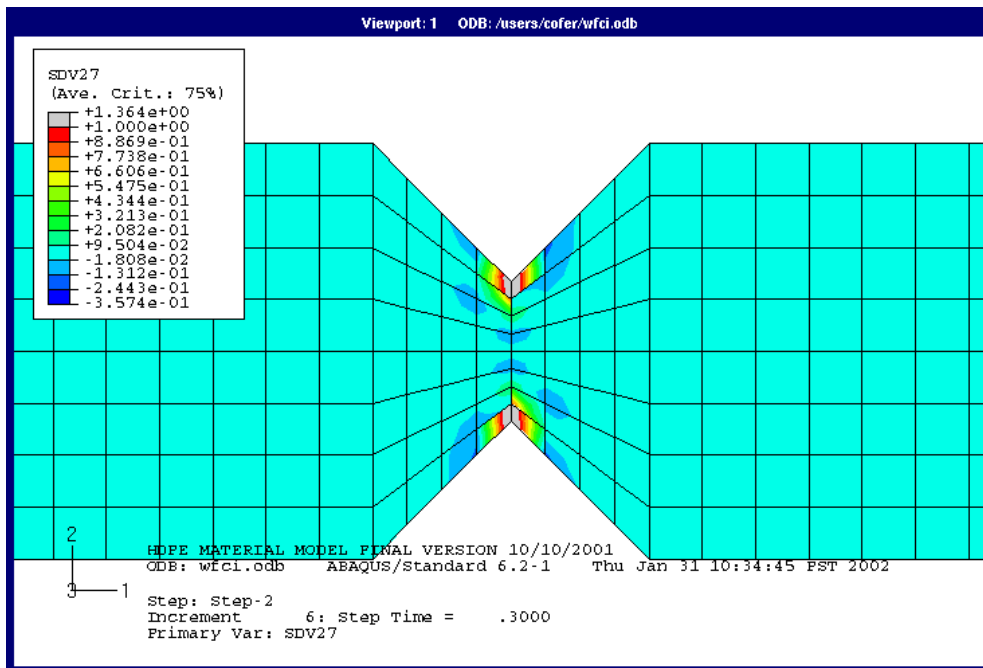 Viewport: 1 ODB: /users/cofer/wfci.odb
SDV27
(Ave. Crit.: 75%)
+1.364e+00
+1.000e+00
+8.869e-01
+7.738e-01
+6.606e-01
+5.475e-01
+4.344e-01
+3.213e-01
+2.082e-01
+9.504e-02
-1.808e-02
-1.312e-01
-2.443e-01
-3.574e-01
2
3
1
HDPE MATERIAL MODEL FINAL VERSION 10/10/2001
ODB: wfci.odb ABAQUS/Standard 6.2-1 Thu Jan 31 10:34:45 PST 2002
Step: Step-2
Increment 6: Step Time = .3000
Primary Var: SDV27